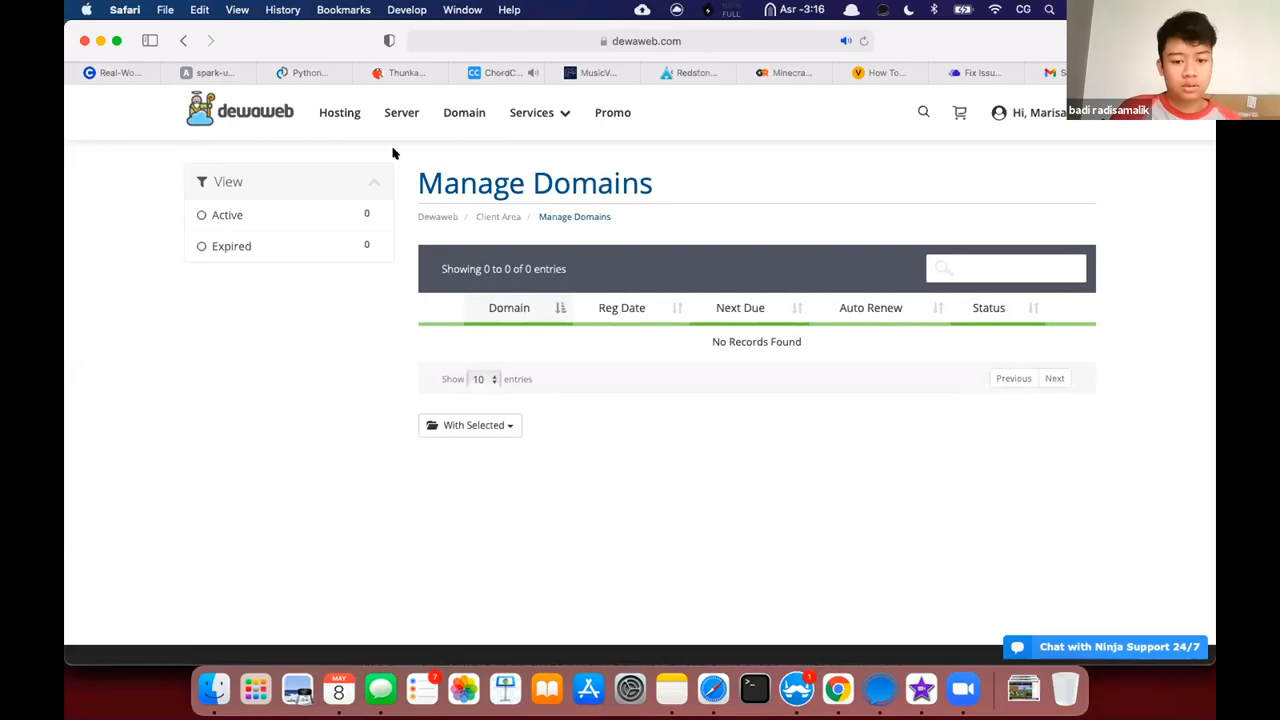 Safari File Edit View History Bookmarks Develop Window Help FULL Asr -3:16 CG
dewaweb.com
Real-Wo... spark-u... Python... Thunka... ChordC... MusicV... Redston... Minecra... How To... Fix Issu...
badi radisamalik
dewaweb Hosting Server Domain Services Promo Hi, Marisa
View
Active 0
Expired 0
Manage Domains
Dewaweb / Client Area / Manage Domains
Showing 0 to 0 of 0 entries
Domain Reg Date Next Due Auto Renew Status
No Records Found
Show 10 entries Previous Next
With Selected
Chat with Ninja Support 24/7
MAY
8
7
1